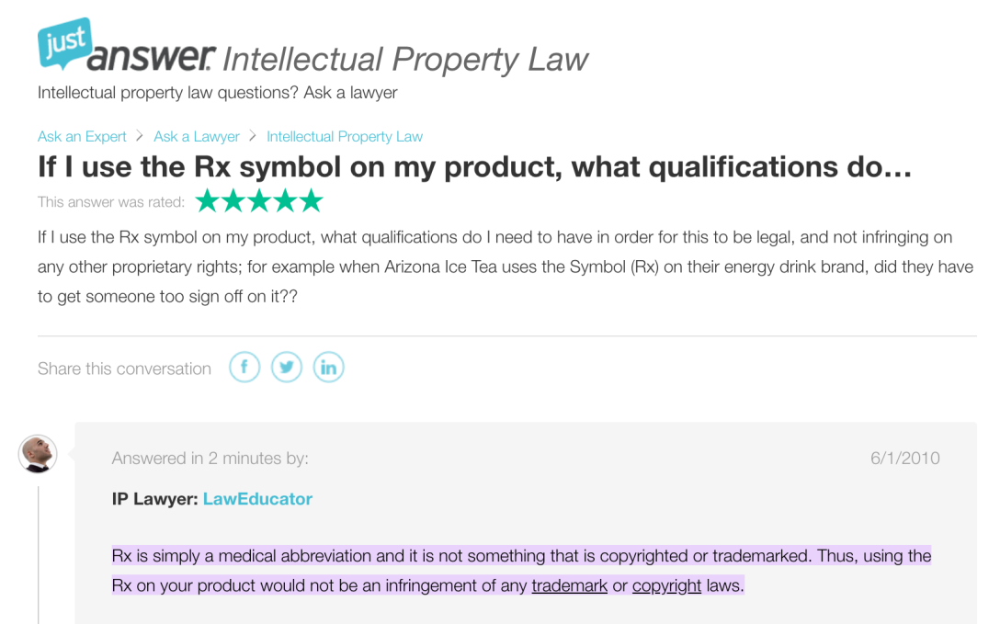 just answer Intellectual Property Law
Intellectual property law questions? Ask a lawyer
Ask an Expert > Ask a Lawyer > Intellectual Property Law
If I use the Rx symbol on my product, what qualifications do…
This answer was rated: ★★★★★
If I use the Rx symbol on my product, what qualifications do I need to have in order for this to be legal, and not infringing on
any other proprietary rights; for example when Arizona Ice Tea uses the Symbol (Rx) on their energy drink brand, did they have
to get someone too sign off on it??
Share this conversation f in
Answered in 2 minutes by: 6/1/2010
IP Lawyer: LawEducator
Rx is simply a medical abbreviation and it is not something that is copyrighted or trademarked. Thus, using the
Rx on your product would not be an infringement of any trademark or copyright laws.